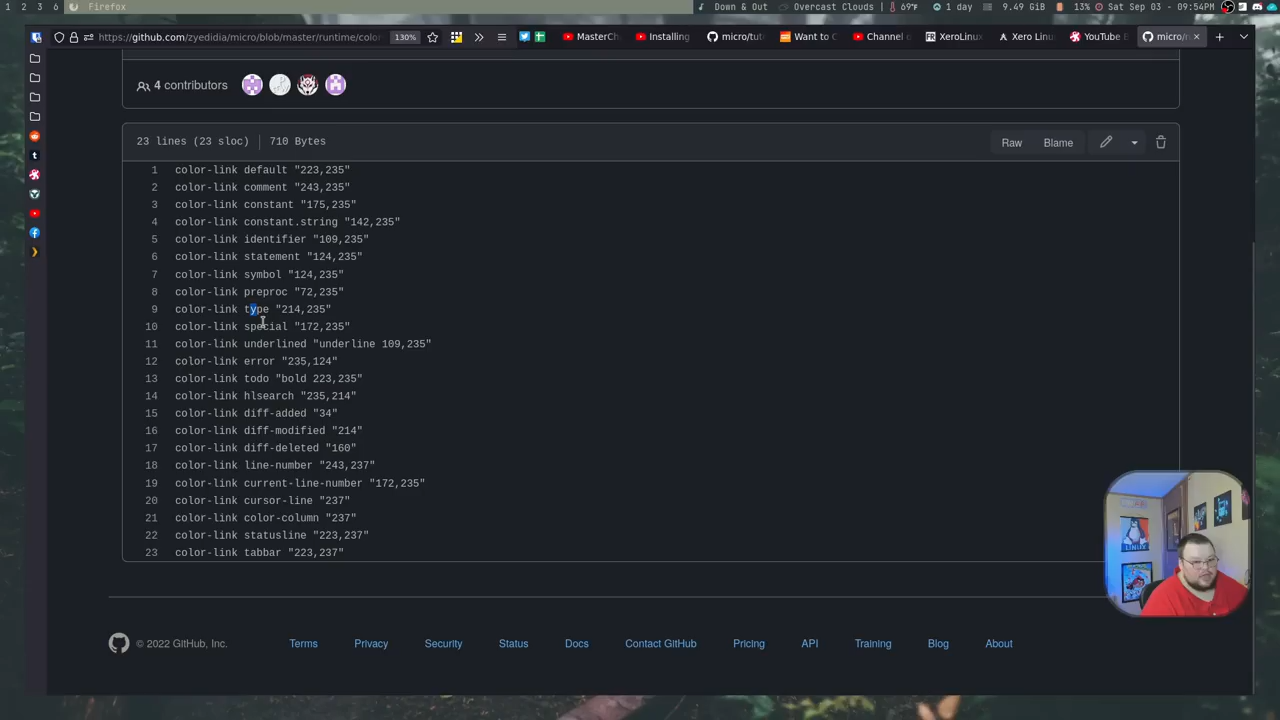 1 2 3 6 Firefox Down & Out Overcast Clouds 69°F 1 day 9.49 GiB 13% Sat Sep 03 - 09:54PM
https://github.com/zyedidia/micro/blob/master/runtime/color 130% MasterCh Installing micro/tut Want to C Channel c XeroLinux Xero Linux YouTube E micro/r
4 contributors
23 lines (23 sloc) 710 Bytes Raw Blame
1 color-link default "223,235"
2 color-link comment "243,235"
3 color-link constant "175,235"
4 color-link constant.string "142,235"
5 color-link identifier "109,235"
6 color-link statement "124,235"
7 color-link symbol "124,235"
8 color-link preproc "72,235"
9 color-link type "214,235"
10 color-link special "172,235"
11 color-link underlined "underline 109,235"
12 color-link error "235,124"
13 color-link todo "bold 223,235"
14 color-link hlsearch "235,214"
15 color-link diff-added "34"
16 color-link diff-modified "214"
17 color-link diff-deleted "160"
18 color-link line-number "243,237"
19 color-link current-line-number "172,235"
20 color-link cursor-line "237"
21 color-link color-column "237"
22 color-link statusline "223,237"
23 color-link tabbar "223,237"
LINUX
© 2022 GitHub, Inc. Terms Privacy Security Status Docs Contact GitHub Pricing API Training Blog About